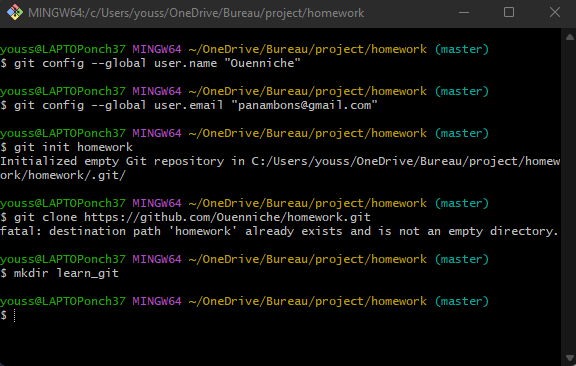 MINGW64:/c/Users/youss/OneDrive/Bureau/project/homework
youss@LAPTOPonch37 MINGW64 ~/OneDrive/Bureau/project/homework (master)
$ git config --global user.name "Ouenniche"
youss@LAPTOPonch37 MINGW64 ~/OneDrive/Bureau/project/homework (master)
$ git config --global user.email "panambons@gmail.com"
youss@LAPTOPonch37 MINGW64 ~/OneDrive/Bureau/project/homework (master)
$ git init homework
Initialized empty Git repository in C:/Users/youss/OneDrive/Bureau/project/homew
ork/homework/.git/
youss@LAPTOPonch37 MINGW64 ~/OneDrive/Bureau/project/homework (master)
$ git clone https://github.com/Ouenniche/homework.git
fatal: destination path 'homework' already exists and is not an empty directory.
youss@LAPTOPonch37 MINGW64 ~/OneDrive/Bureau/project/homework (master)
$ mkdir learn_git
youss@LAPTOPonch37 MINGW64 ~/OneDrive/Bureau/project/homework (master)
$